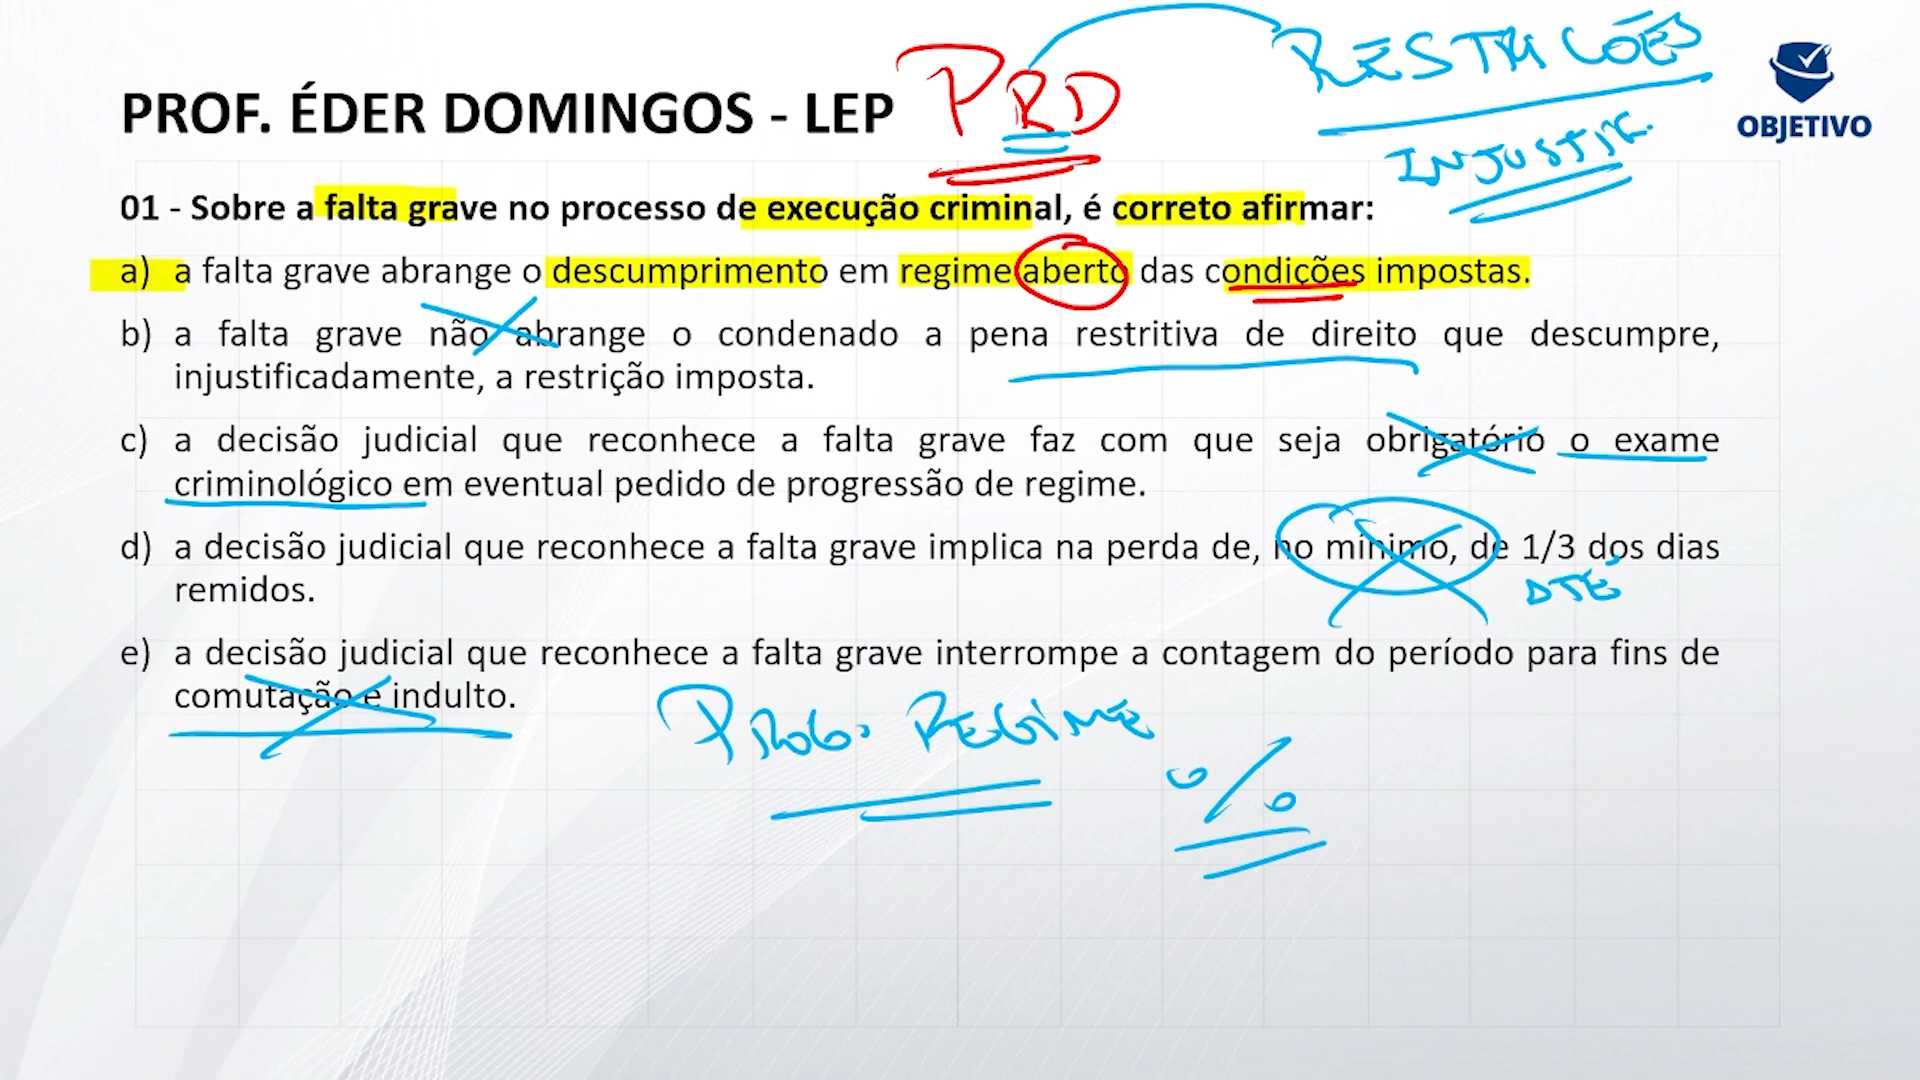 PROF. ÉDER DOMINGOS - LEP
PRD
RESTRIÇÕES
INJUSTIF.
OBJETIVO
01 - Sobre a falta grave no processo de execução criminal, é correto afirmar:
a) a falta grave abrange o descumprimento em regime aberto das condições impostas.
b) a falta grave não abrange o condenado a pena restritiva de direito que descumpre,
injustificadamente, a restrição imposta.
c) a decisão judicial que reconhece a falta grave faz com que seja obrigatório o exame
criminológico em eventual pedido de progressão de regime.
d) a decisão judicial que reconhece a falta grave implica na perda de, no mínimo, de 1/3 dos dias
remidos.
ATÉ
e) a decisão judicial que reconhece a falta grave interrompe a contagem do período para fins de
comutação e indulto.
PROG. REGIME
%